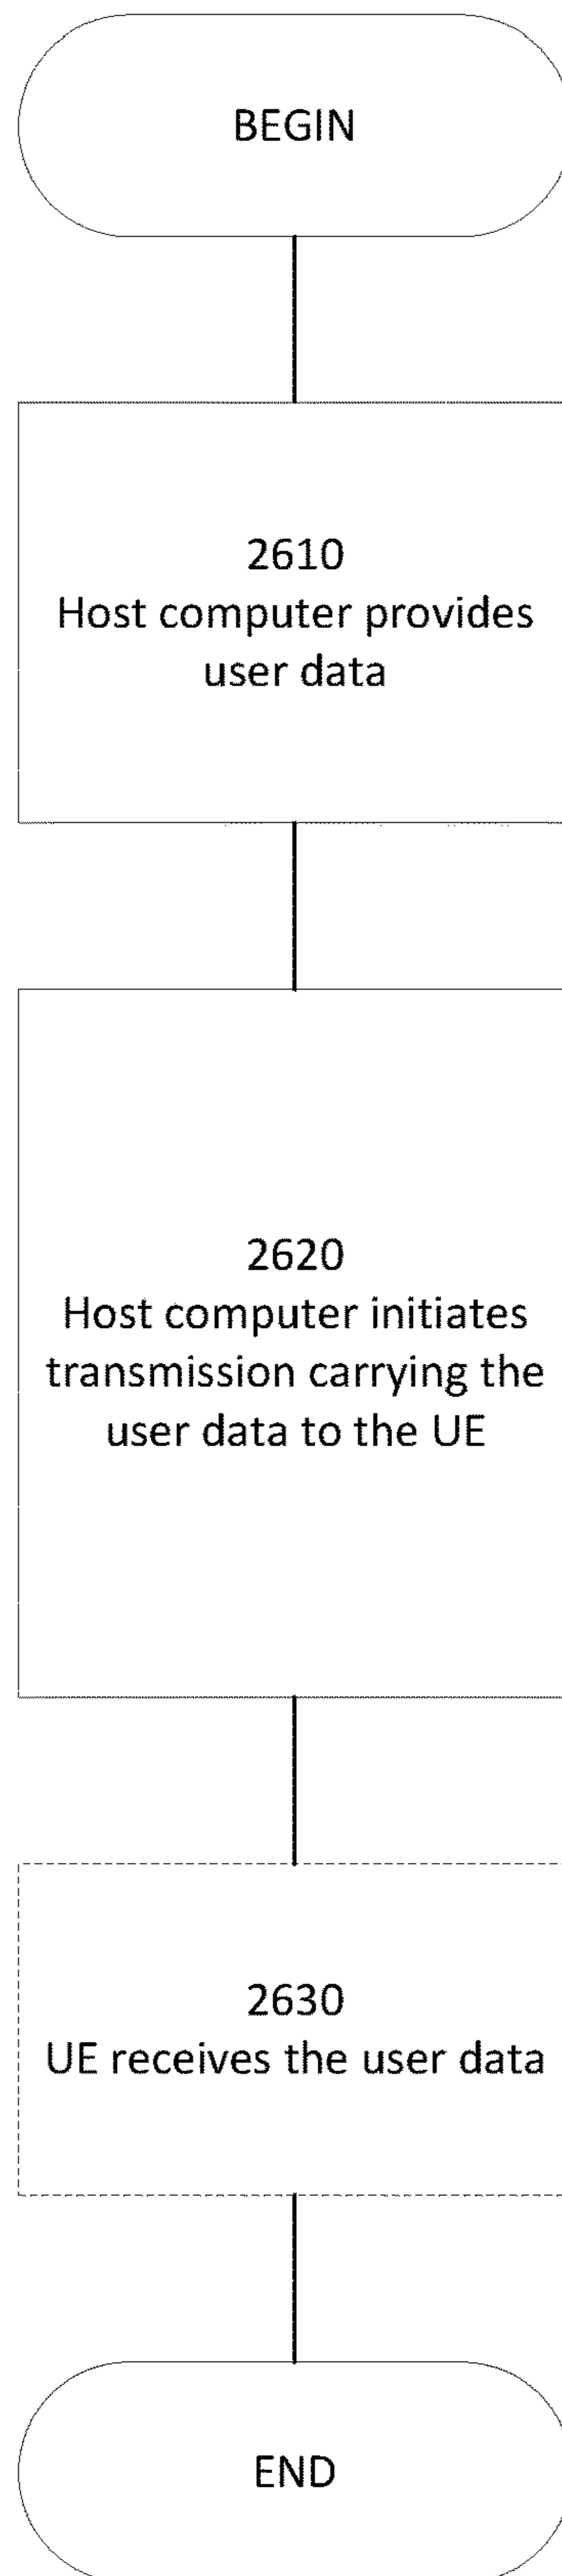 BEGIN
2610
Host computer provides
user data
2620
Host computer initiates
transmission carrying the
user data to the UE
2630
UE receives the user data
END